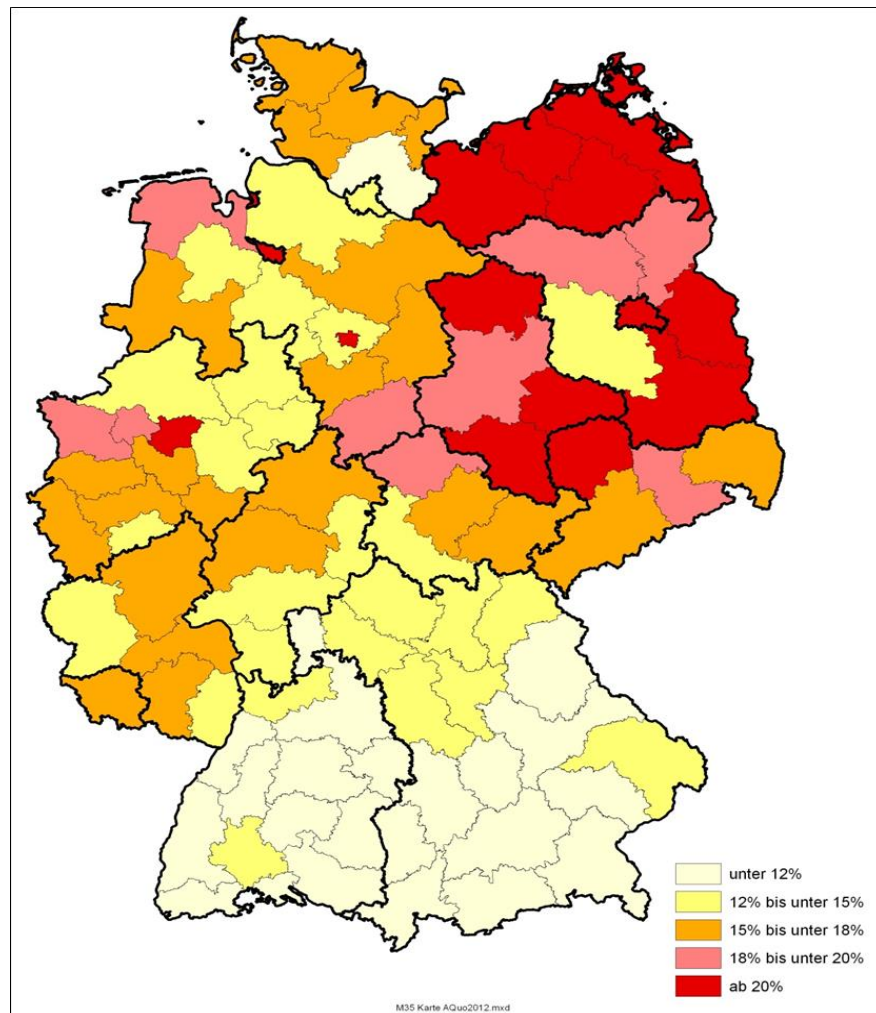 unter 12%
12% bis unter 15%
15% bis unter 18%
18% bis unter 20%
ab 20%
M35 Karte AQuo2012.mxd